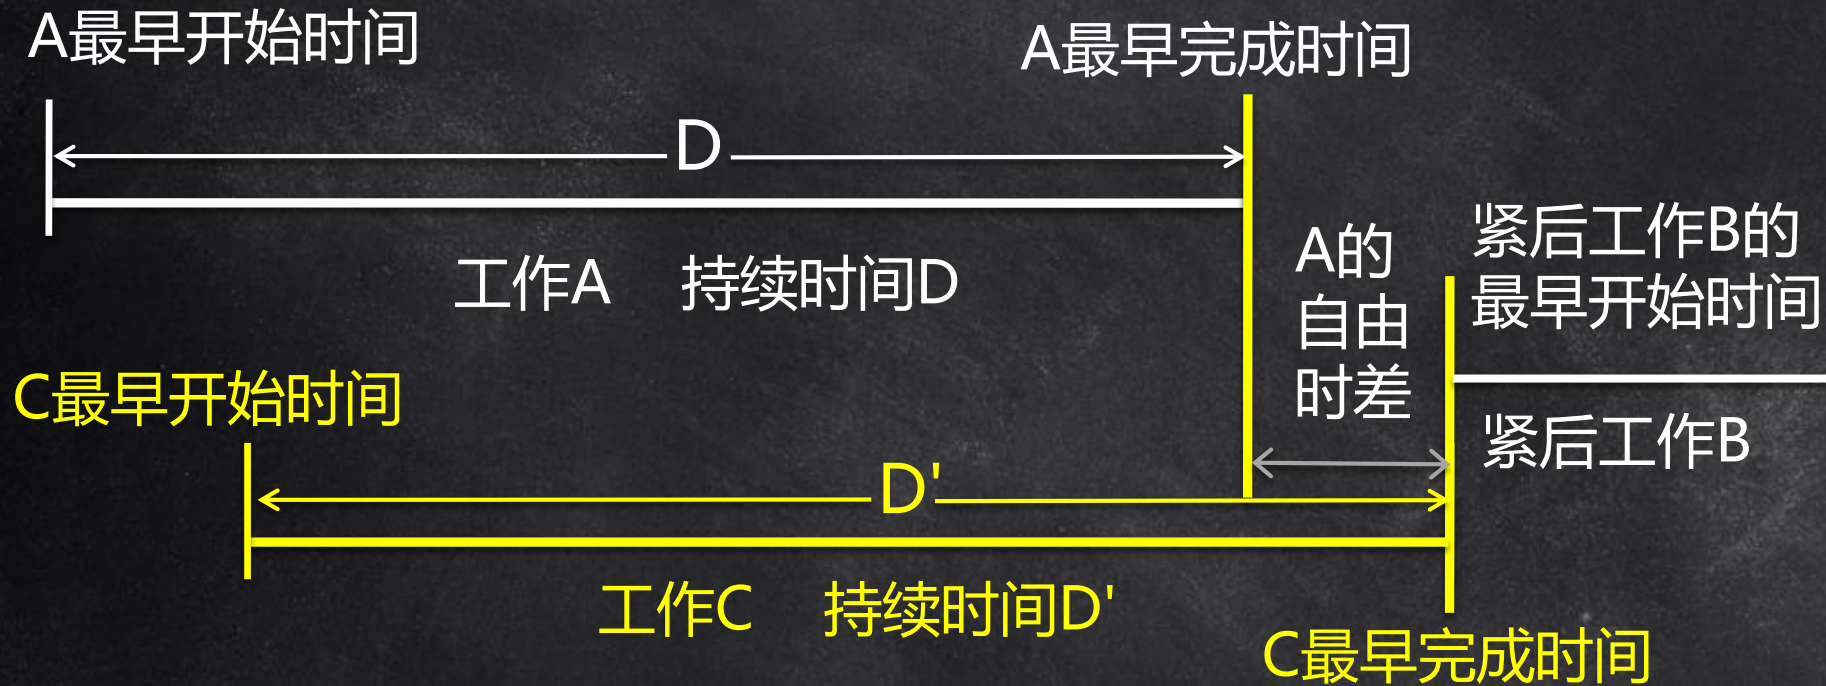 A最早开始时间
A最早完成时间
D
工作A 持续时间D
A的
自由
时差
紧后工作B的
最早开始时间
紧后工作B
C最早开始时间
D'
工作C 持续时间D'
C最早完成时间